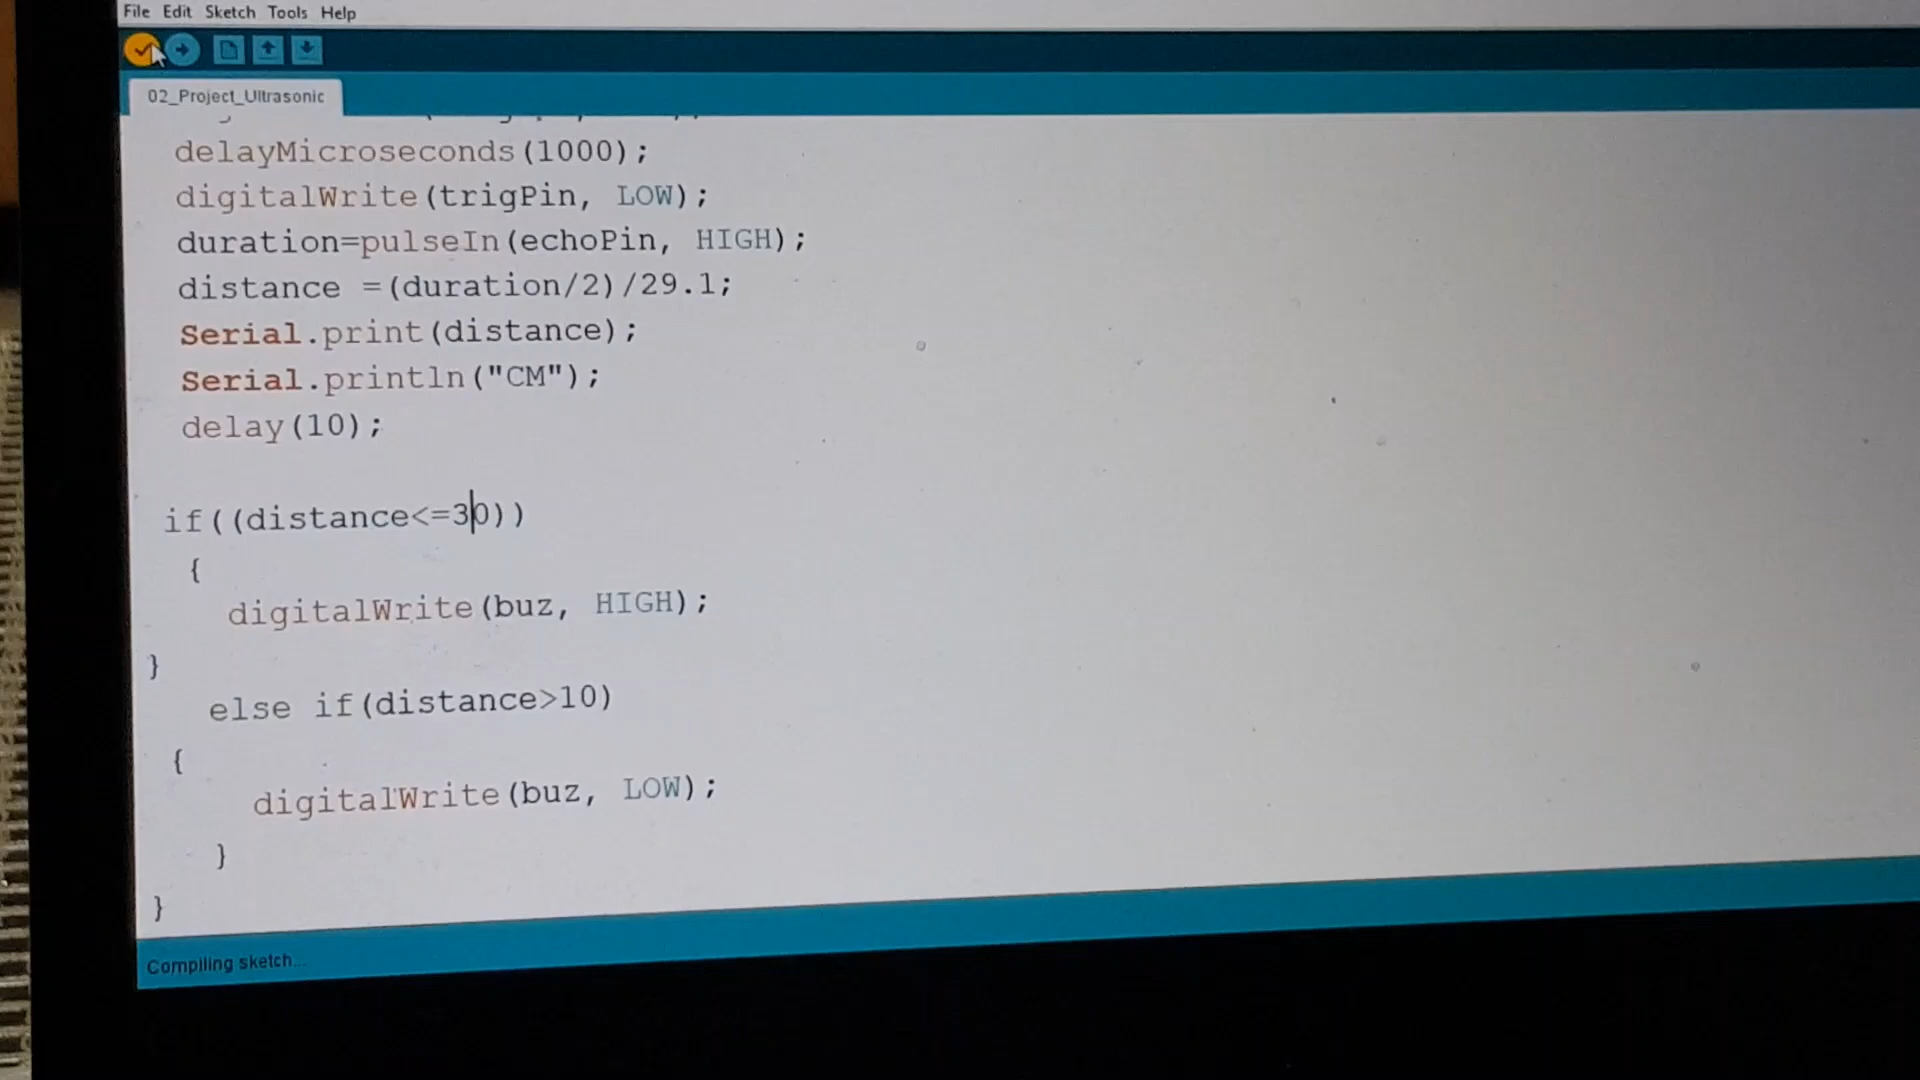 File Edit Sketch Tools Help
02_Project_Ultrasonic
delayMicroseconds(1000);
digitalWrite(trigPin, LOW);
duration=pulseIn(echoPin, HIGH);
distance =(duration/2)/29.1;
Serial.print(distance);
Serial.println("CM");
delay(10);
if((distance<=30))
{
digitalWrite(buz, HIGH);
}
else if(distance>10)
{
digitalWrite(buz, LOW);
}
}
Compiling sketch...